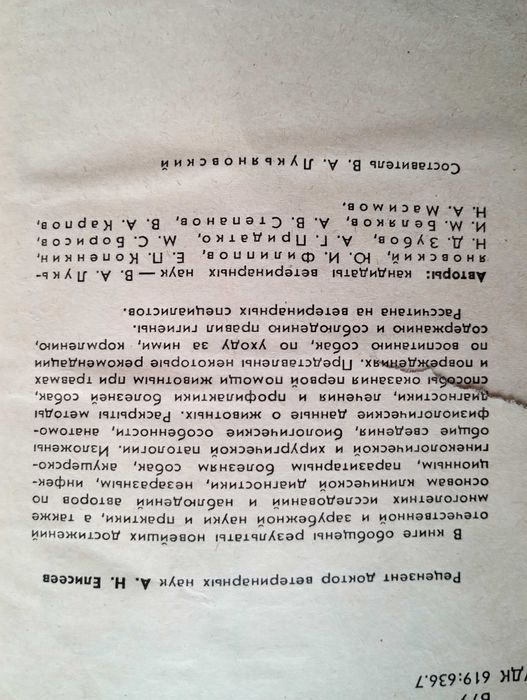 УДК 619:636.7
Рецензент доктор ветеринарных наук А. Н. Елисеев
В книге обобщены результаты новейших достижений
отечественной и зарубежной науки и практики, а также
многолетних исследований и наблюдений авторов по
основам клинической диагностики, незаразным, инфек-
ционным, паразитарным болезням собак, акушерско-
гинекологической и хирургической патологии. Изложены
общие сведения, биологические особенности, анатомо-
физиологические данные о животных. Раскрыты методы
диагностики, лечения и профилактики болезней собак,
способы оказания первой помощи животным при травмах
и повреждениях. Представлены некоторые рекомендации
по воспитанию собак, по уходу за ними, кормлению,
содержанию и соблюдению правил гигиены.
Рассчитана на ветеринарных специалистов.
Авторы: кандидаты ветеринарных наук — В. А. Лукь-
яновский, Ю. И. Филиппов, Е. П. Копенкин,
Н. Д. Зубов, А. Г. Придатко, М. С. Борисов,
И. М. Беляков, А. В. Степанов, В. А. Карпов,
Н. А. Масимов,
Составитель В. А. Лукьяновский